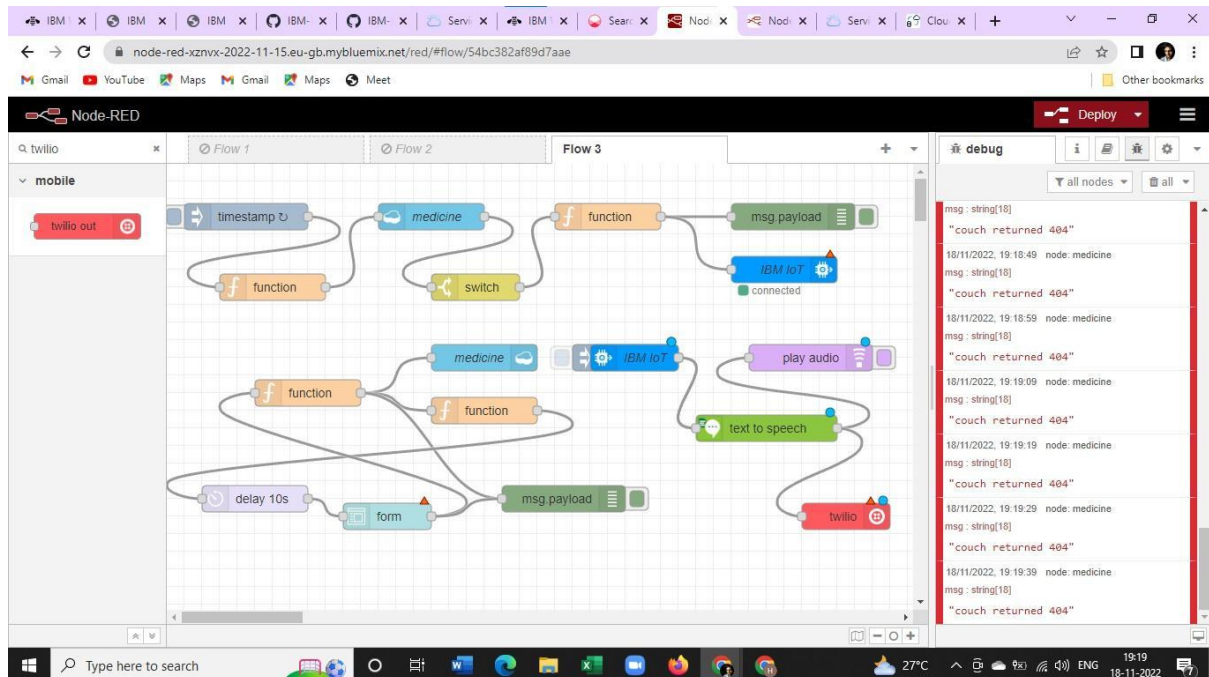 IBM W
IBM
IBM
IBM-
IBM-
Servi
IBM
Searc
Node
Node
Servi
Clou
node-red-xznvx-2022-11-15.eu-gb.mybluemix.net/red/#flow/54bc382af89d7aae
Gmail YouTube Maps Gmail Maps Meet Other bookmarks
Node-RED Deploy
twilio
Flow 1 Flow 2 Flow 3
debug
mobile
all nodes all
twilio out
timestamp ↻ medicine function msg.payload
function switch IBM IoT
connected
medicine IBM IoT play audio
function function
text to speech
delay 10s msg.payload
form twilio
msg : string[18]
"couch returned 404"
18/11/2022, 19:18:49 node: medicine
msg : string[18]
"couch returned 404"
18/11/2022, 19:18:59 node: medicine
msg : string[18]
"couch returned 404"
18/11/2022, 19:19:09 node: medicine
msg : string[18]
"couch returned 404"
18/11/2022, 19:19:19 node: medicine
msg : string[18]
"couch returned 404"
18/11/2022, 19:19:29 node: medicine
msg : string[18]
"couch returned 404"
18/11/2022, 19:19:39 node: medicine
msg : string[18]
"couch returned 404"
Type here to search
27°C ENG 19:19
18-11-2022